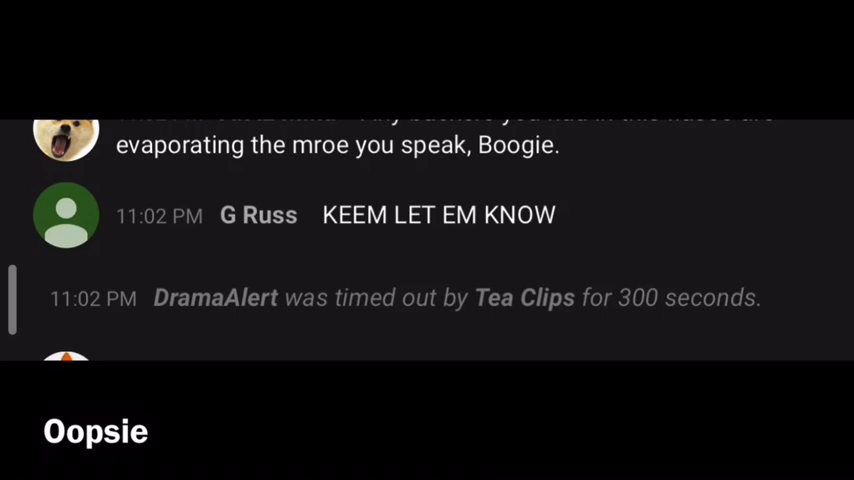 evaporating the mroe you speak, Boogie.
11:02 PM G Russ KEEM LET EM KNOW
11:02 PM DramaAlert was timed out by Tea Clips for 300 seconds.
Oopsie